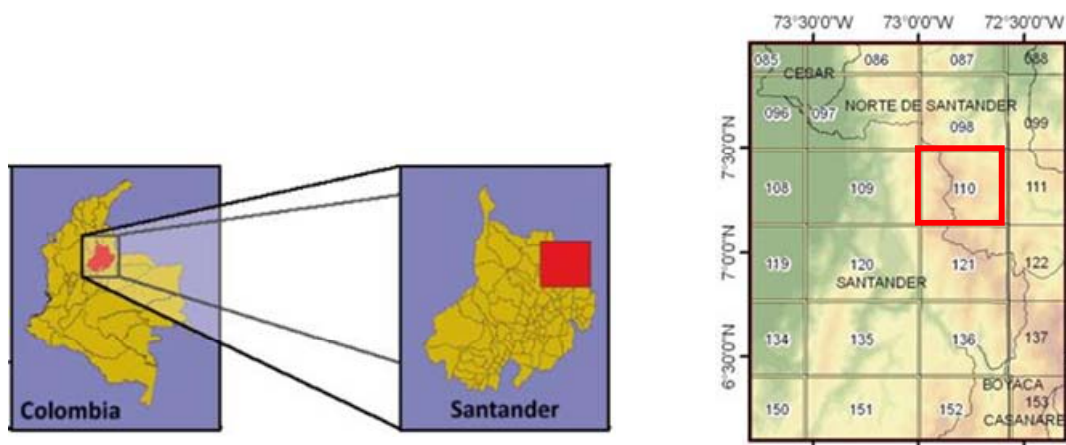 Colombia
Santander
73°30'0"W 73°0'0"W 72°30'0"W
7°30'0"N
7°0'0"N
6°30'0"N
085 086 087 088
CESAR
096 097 NORTE DE SANTANDER
098 099
108 109 110 111
119 120 121 122
SANTANDER
134 135 136 137
BOYACA
150 151 152 153
CASANARE